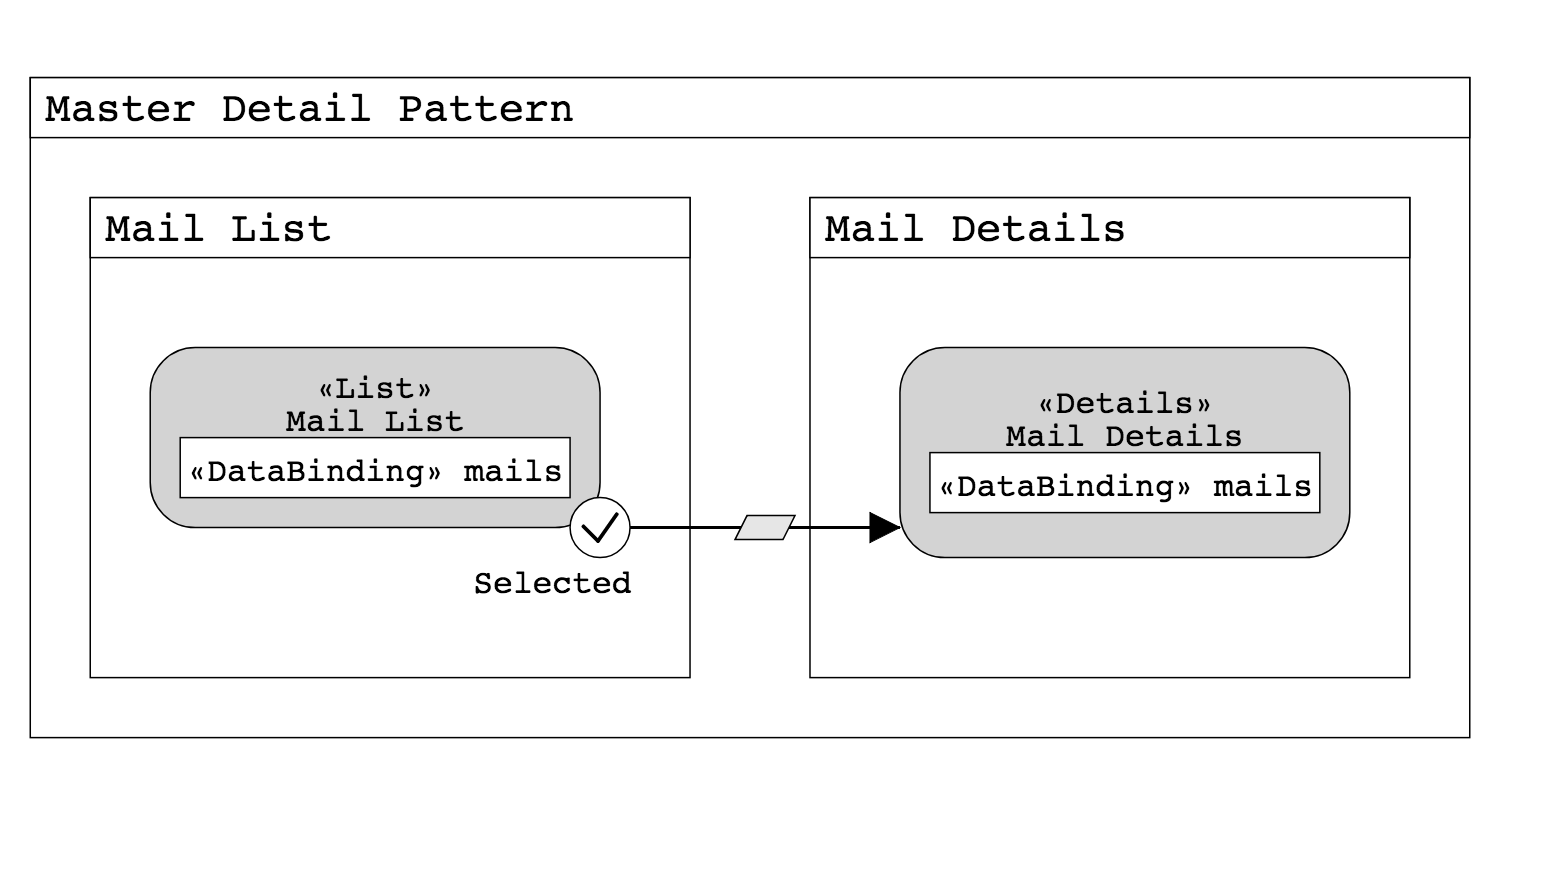 Master Detail Pattern
Mail List
Mail Details
«List»
Mail List
«DataBinding» mails
Selected
«Details»
Mail Details
«DataBinding» mails